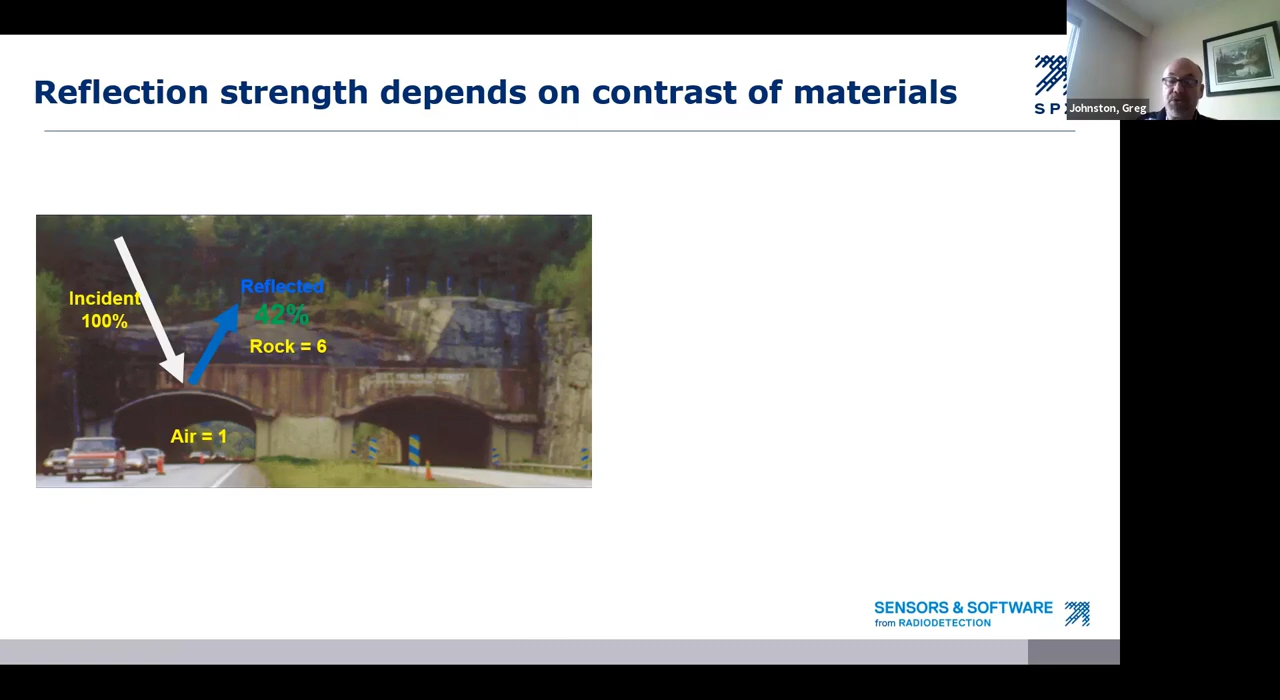 Reflection strength depends on contrast of materials
SP
Johnston, Greg
Incident
100%
Reflected
42%
Rock = 6
Air = 1
SENSORS & SOFTWARE
from RADIODETECTION